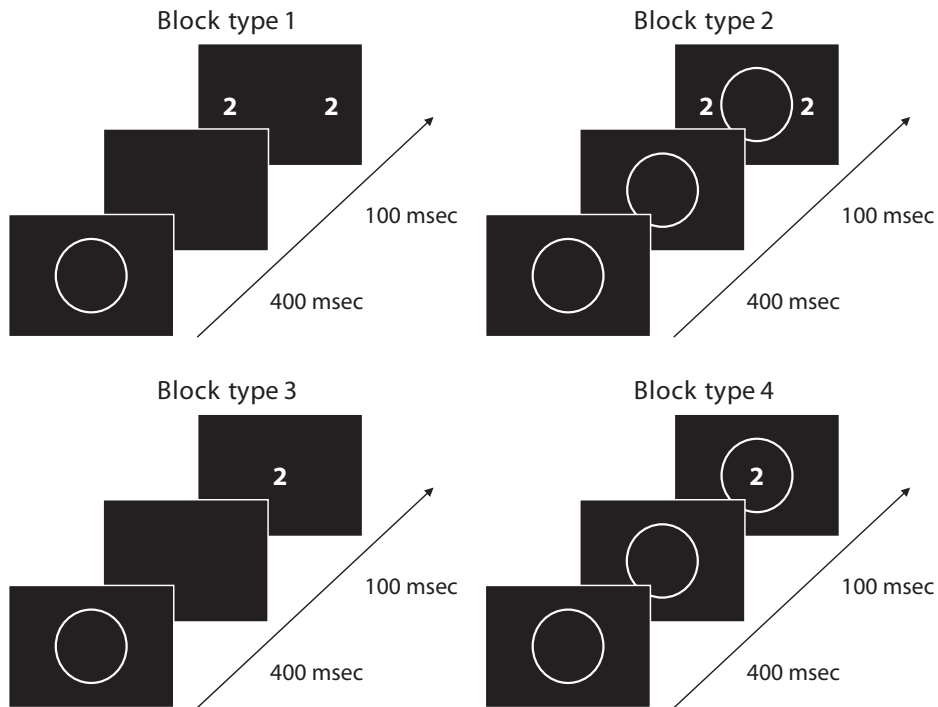 Block type 1
2 2
100 msec
400 msec
Block type 2
2 2
100 msec
400 msec
Block type 3
2
100 msec
400 msec
Block type 4
2
100 msec
400 msec